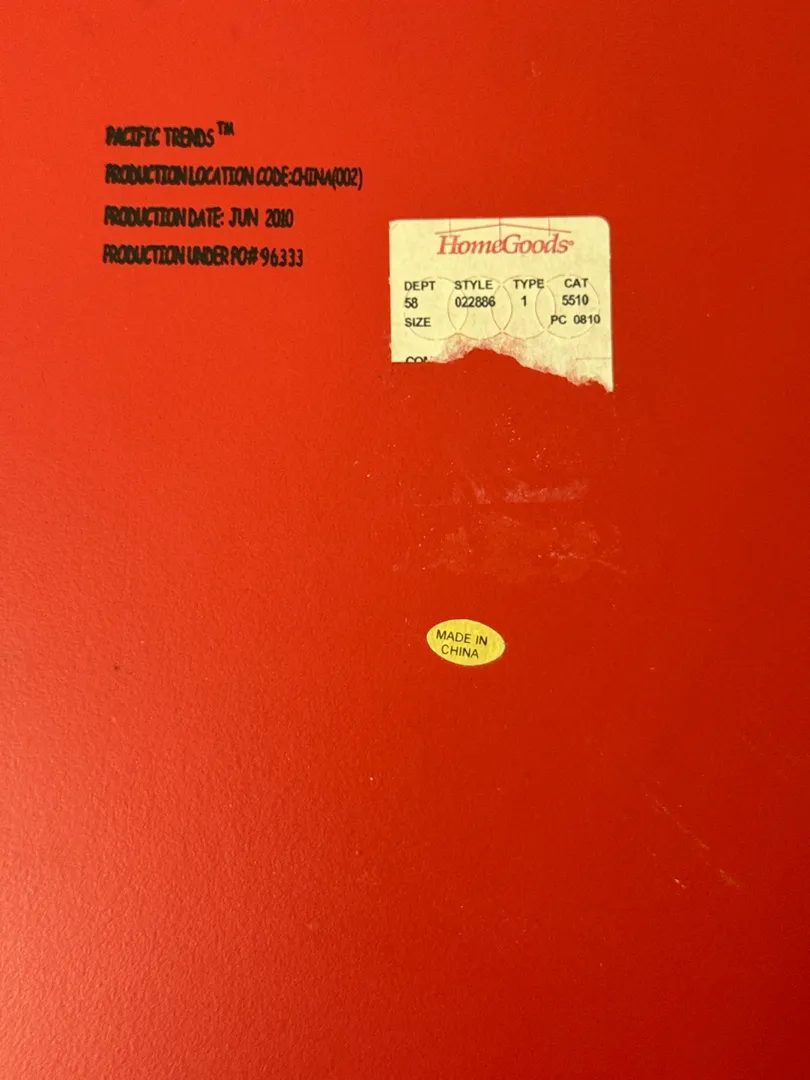 PACIFIC TRENDS™
PRODUCTION LOCATION CODE:CHINA(002)
PRODUCTION DATE: JUN 2010
PRODUCTION UNDER PO# 96333
HomeGoods®
DEPT STYLE TYPE CAT
58 022886 1 5510
SIZE PC 0810
MADE IN
CHINA